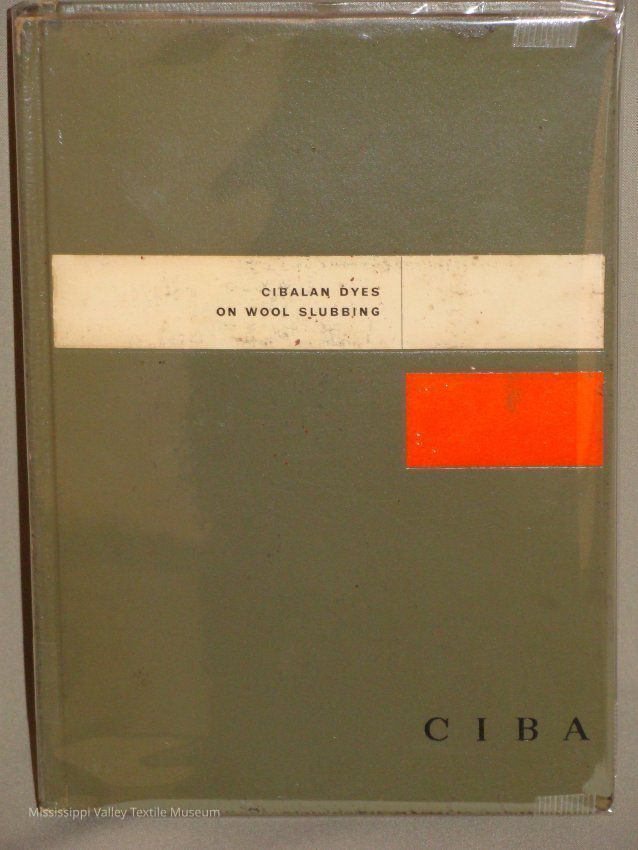 CIBALAN DYES
ON WOOL SLUBBING
CIBA
Mississippi Valley Textile Museum